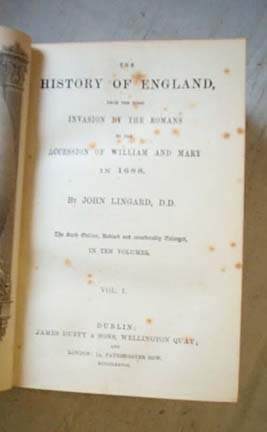 THE
HISTORY OF ENGLAND,
FROM THE FIRST
INVASION BY THE ROMANS
TO THE
ACCESSION OF WILLIAM AND MARY
IN 1688.
BY JOHN LINGARD, D.D.
The Sixth Edition, Revised and considerably Enlarged,
IN TEN VOLUMES.
VOL. I.
DUBLIN:
JAMES DUFFY & SONS, WELLINGTON QUAY;
AND
LONDON: 1A, PATERNOSTER ROW.